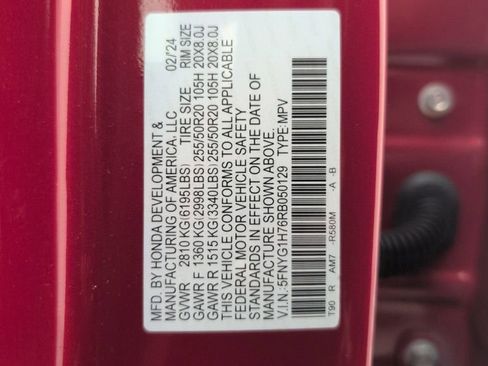 MFD. BY HONDA DEVELOPMENT &
MANUFACTURING OF AMERICA, LLC 02/24
GVWR 2810 KG(6195LBS) TIRE SIZE RIM SIZE
GAWR F 1360 KG(2998LBS) 255/50R20 105H 20X8.0J
GAWR R 1515 KG(3340LBS) 255/50R20 105H 20X8.0J
THIS VEHICLE CONFORMS TO ALL APPLICABLE
FEDERAL MOTOR VEHICLE SAFETY
STANDARDS IN EFFECT ON THE DATE OF
MANUFACTURE SHOWN ABOVE.
V.I.N.:5FNYG1H76RB050129 TYPE:MPV
T90 R AM7 -R580M -A -B